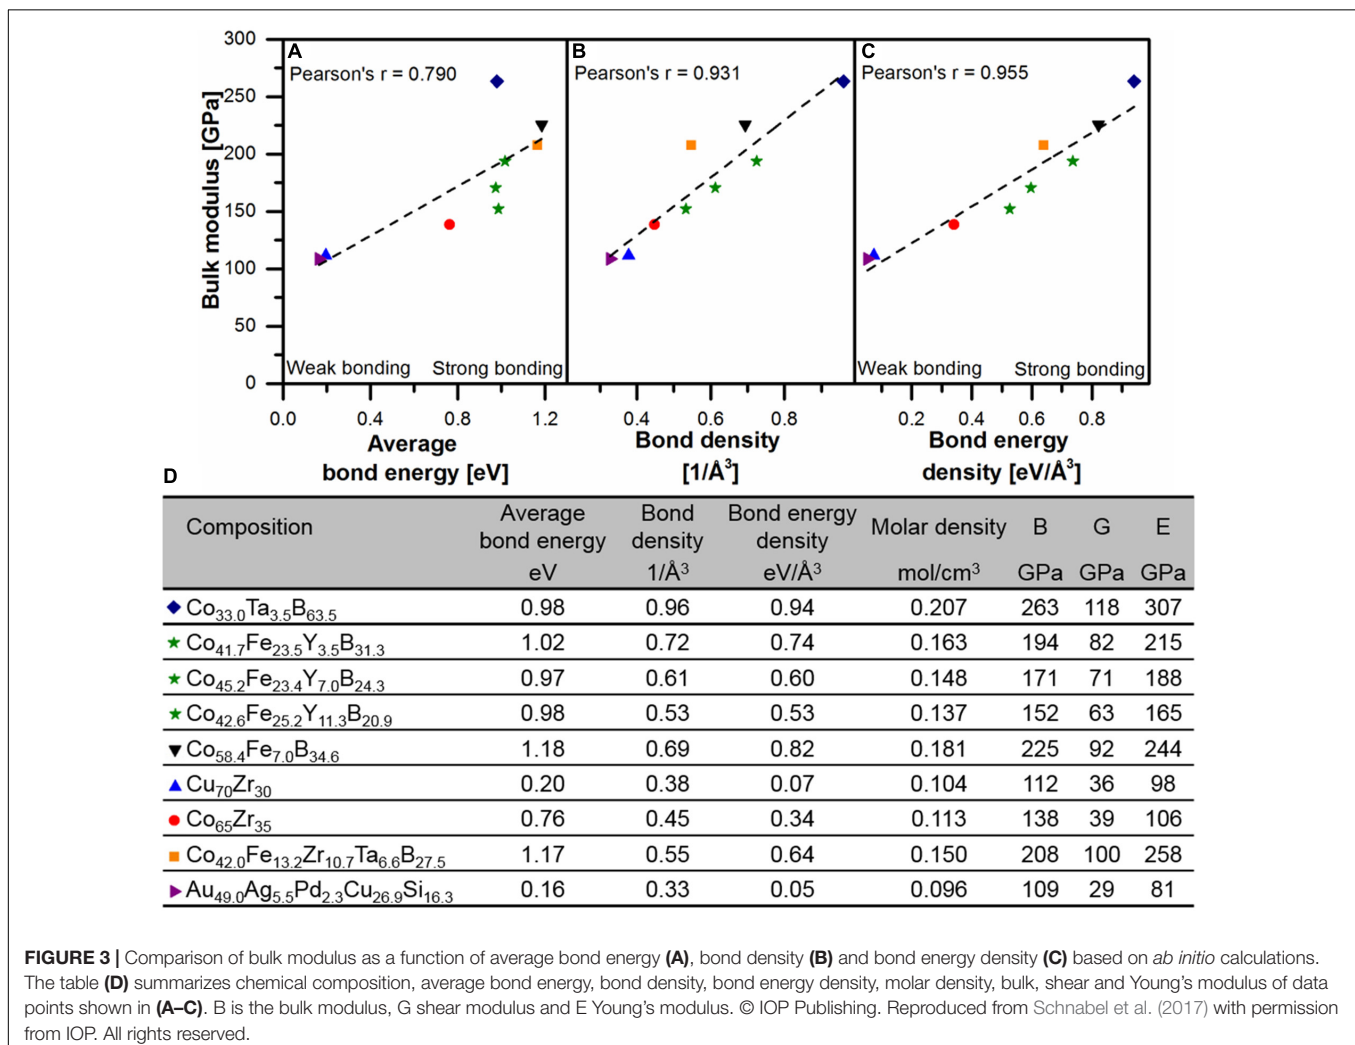 A B C
Pearson's r = 0.790 Pearson's r = 0.931 Pearson's r = 0.955
Bulk modulus [GPa]
300
250
200
150
100
50
0
Weak bonding Strong bonding Weak bonding Strong bonding
0.0 0.4 0.8 1.2 0.4 0.6 0.8 0.2 0.4 0.6 0.8
Average bond energy [eV]
Bond density [1/Å³]
Bond energy density [eV/Å³]
D
Composition Average bond energy Bond density Bond energy density Molar density B G E
eV 1/Å³ eV/Å³ mol/cm³ GPa GPa GPa
Co33.0Ta3.5B63.5 0.98 0.96 0.94 0.207 263 118 307
Co41.7Fe23.5Y3.5B31.3 1.02 0.72 0.74 0.163 194 82 215
Co45.2Fe23.4Y7.0B24.3 0.97 0.61 0.60 0.148 171 71 188
Co42.6Fe25.2Y11.3B20.9 0.98 0.53 0.53 0.137 152 63 165
Co58.4Fe7.0B34.6 1.18 0.69 0.82 0.181 225 92 244
Cu70Zr30 0.20 0.38 0.07 0.104 112 36 98
Co65Zr35 0.76 0.45 0.34 0.113 138 39 106
Co42.0Fe13.2Zr10.7Ta6.6B27.5 1.17 0.55 0.64 0.150 208 100 258
Au49.0Ag5.5Pd2.3Cu26.9Si16.3 0.16 0.33 0.05 0.096 109 29 81
FIGURE 3 | Comparison of bulk modulus as a function of average bond energy (A), bond density (B) and bond energy density (C) based on ab initio calculations.
The table (D) summarizes chemical composition, average bond energy, bond density, bond energy density, molar density, bulk, shear and Young's modulus of data
points shown in (A–C). B is the bulk modulus, G shear modulus and E Young's modulus. © IOP Publishing. Reproduced from Schnabel et al. (2017) with permission
from IOP. All rights reserved.